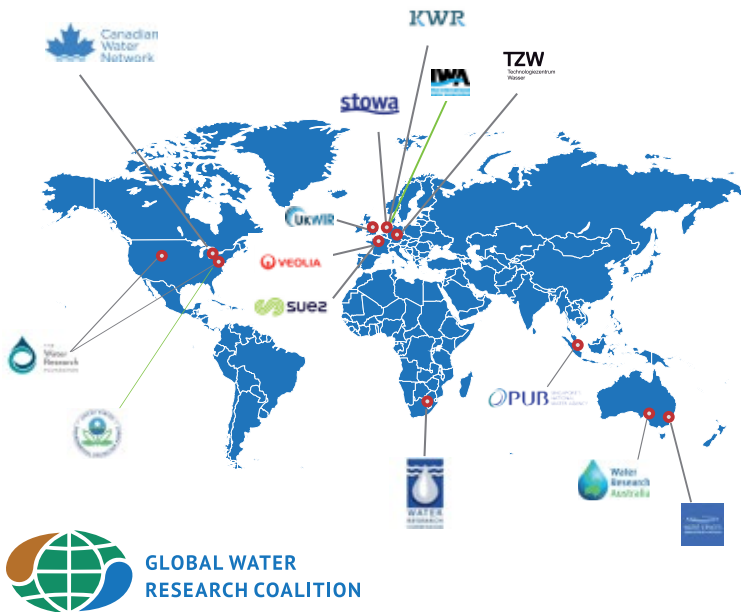 KWR
Canadian
Water
Network
TZW
Technologiezentrum
Wasser
IWA
stowa
UKWIR
VEOLIA
suez
Water
Research
PUB
WATER
RESEARCH
Water
Research
Australia
GLOBAL WATER
RESEARCH COALITION